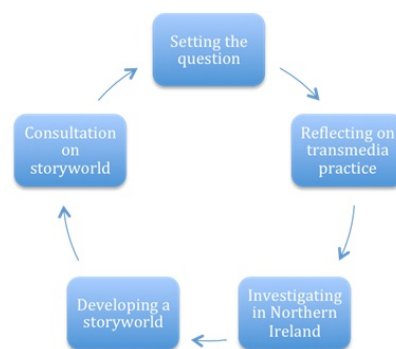 Setting the
question
Reflecting on
transmedia
practice
Investigating
in Northern
Ireland
Developing a
storyworld
Consultation
on
storyworld